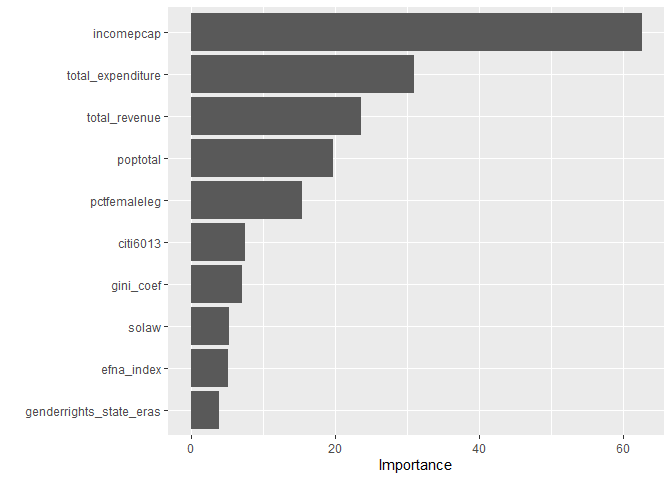 incomepcap
total_expenditure
total_revenue
poptotal
pctfemaleleg
citi6013
gini_coef
solaw
efna_index
genderrights_state_eras
0 20 40 60
Importance